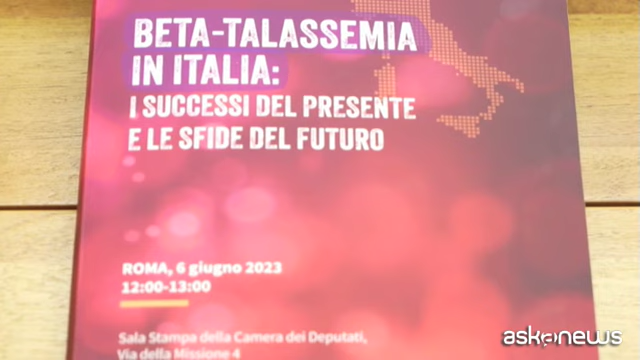 BETA-TALASSEMIA
IN ITALIA:
I SUCCESSI DEL PRESENTE
E LE SFIDE DEL FUTURO
ROMA, 6 giugno 2023
12:00-13:00
Sala Stampa della Camera dei Deputati,
Via della Missione 4
askanews